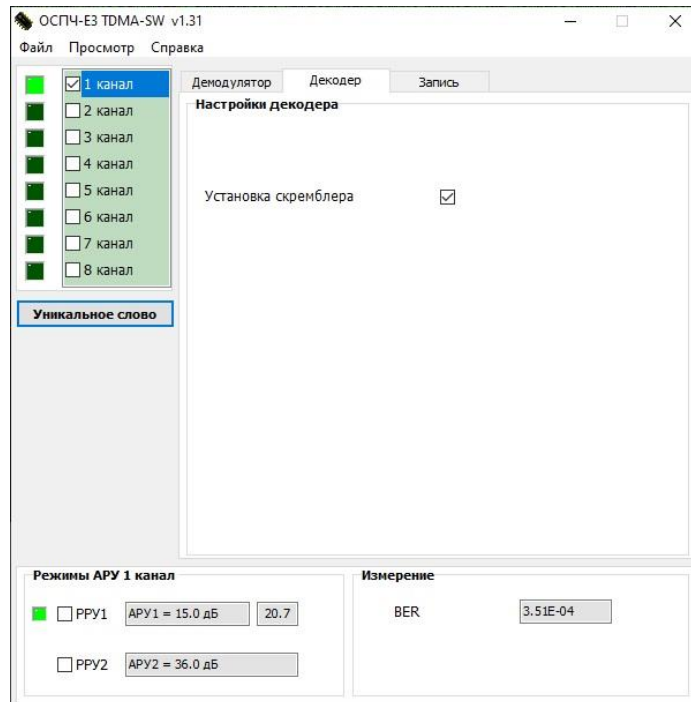 ОСПЧ-Е3 TDMA-SW v1.31
Файл Просмотр Справка
1 канал
2 канал
3 канал
4 канал
5 канал
6 канал
7 канал
8 канал
Уникальное слово
Демодулятор Декодер Запись
Настройки декодера
Установка скремблера
Режимы АРУ 1 канал
РРУ1 АРУ1 = 15.0 дБ 20.7
РРУ2 АРУ2 = 36.0 дБ
Измерение
BER 3.51E-04